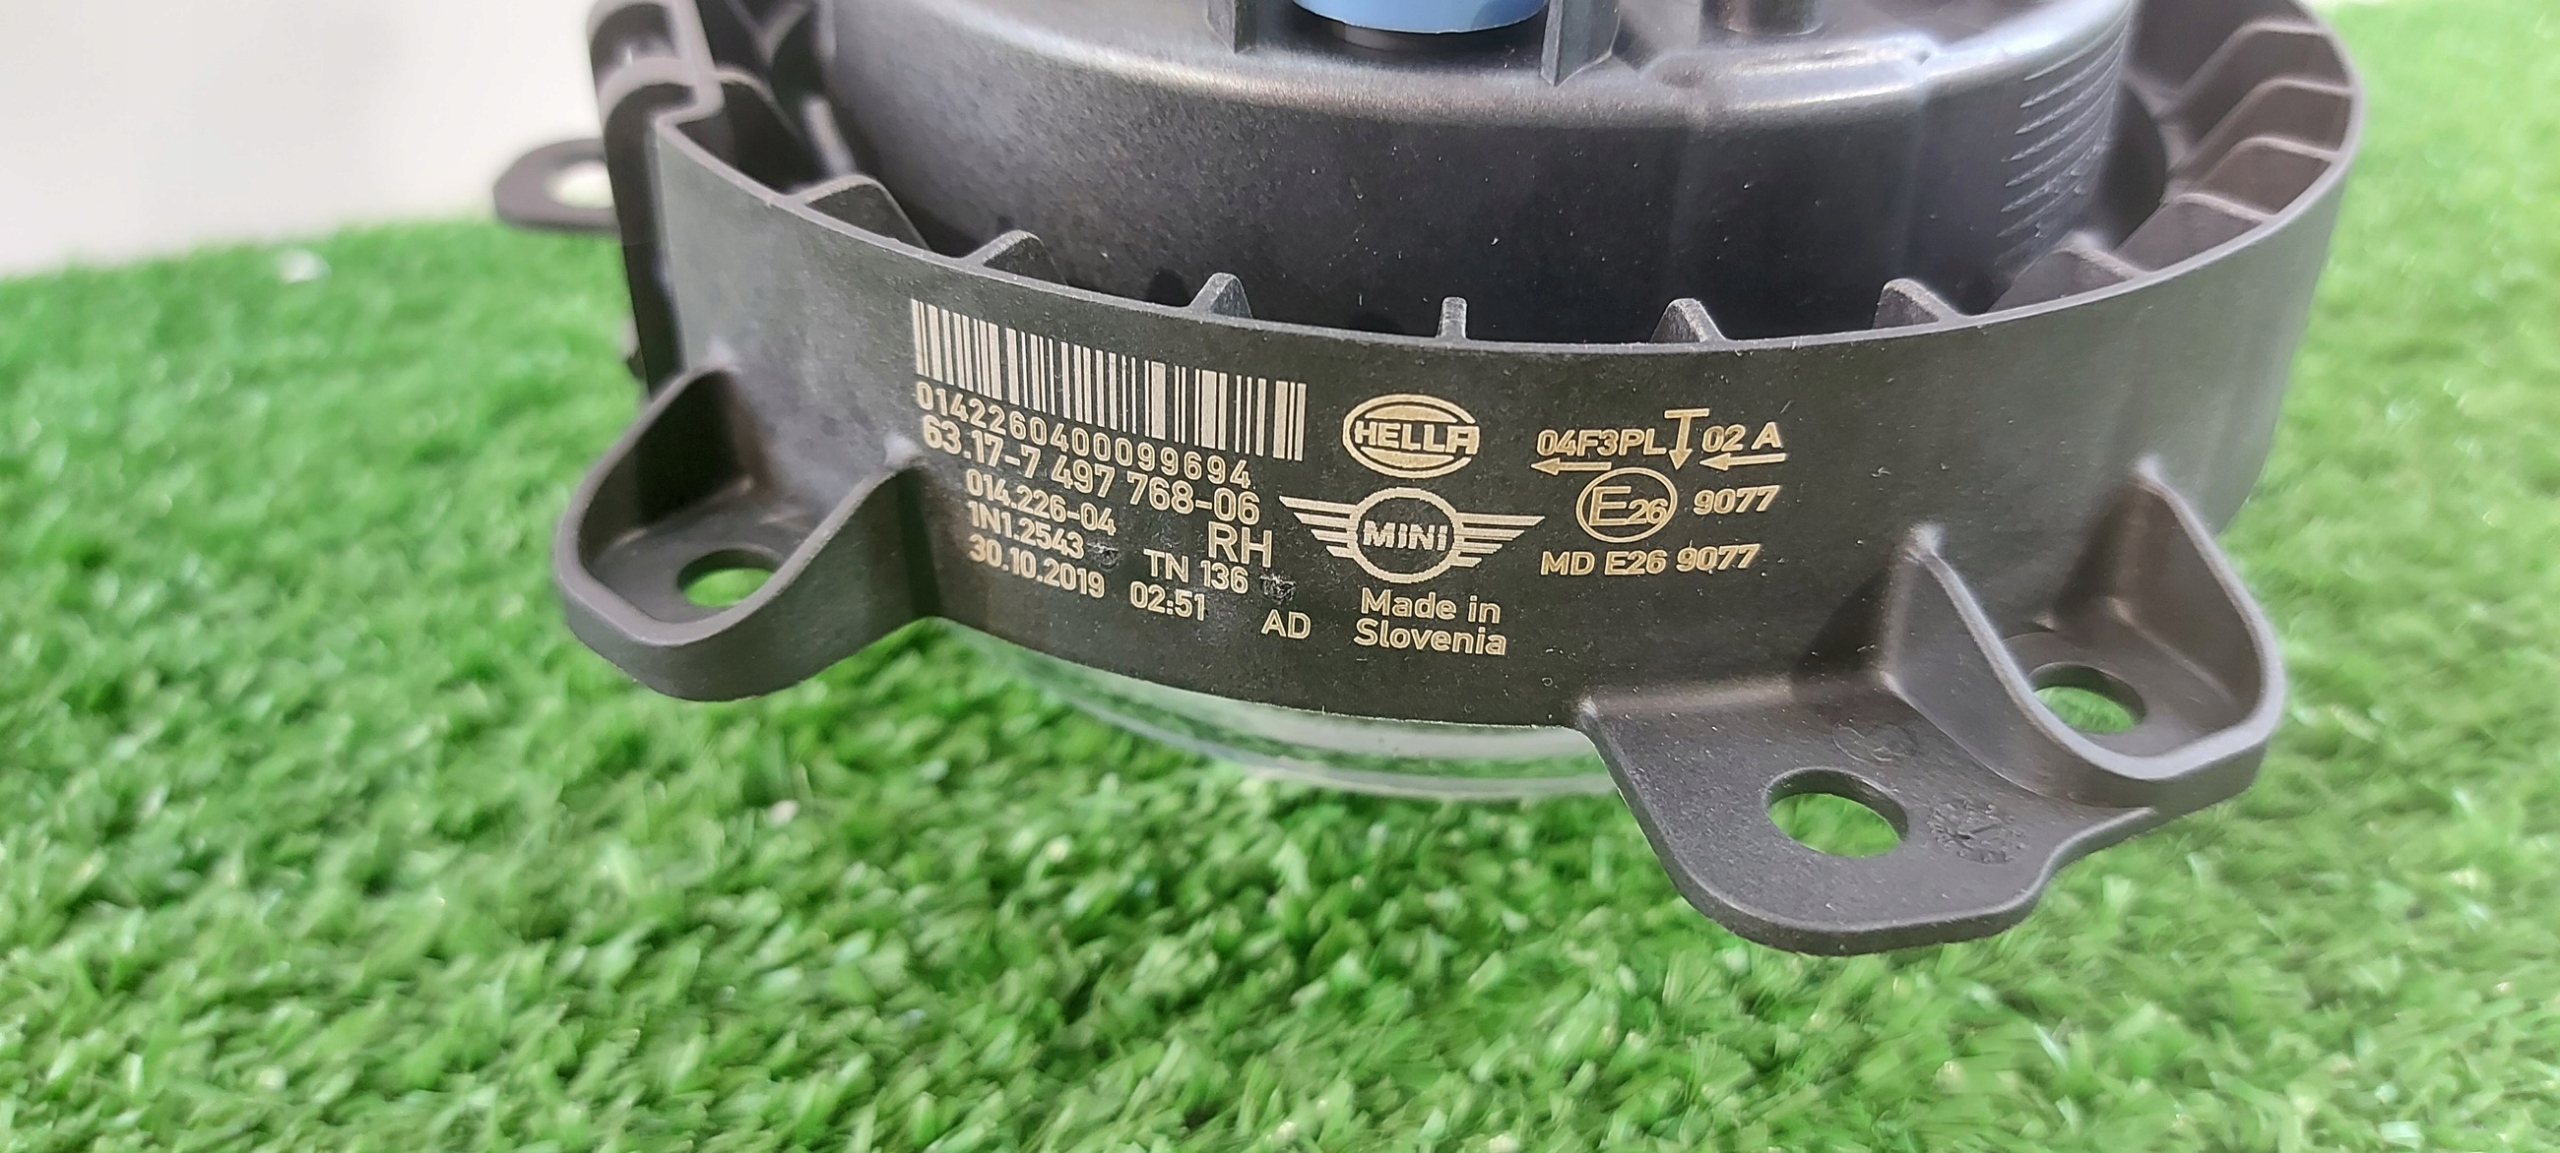 014226040099694
63.17-7 497 768-06
014.226-04 RH
1N1.2543 TN 136
30.10.2019 02:51 AD
HELLA
MINI
Made in
Slovenia
04F3PL T 02 A
E26 9077
MD E26 9077